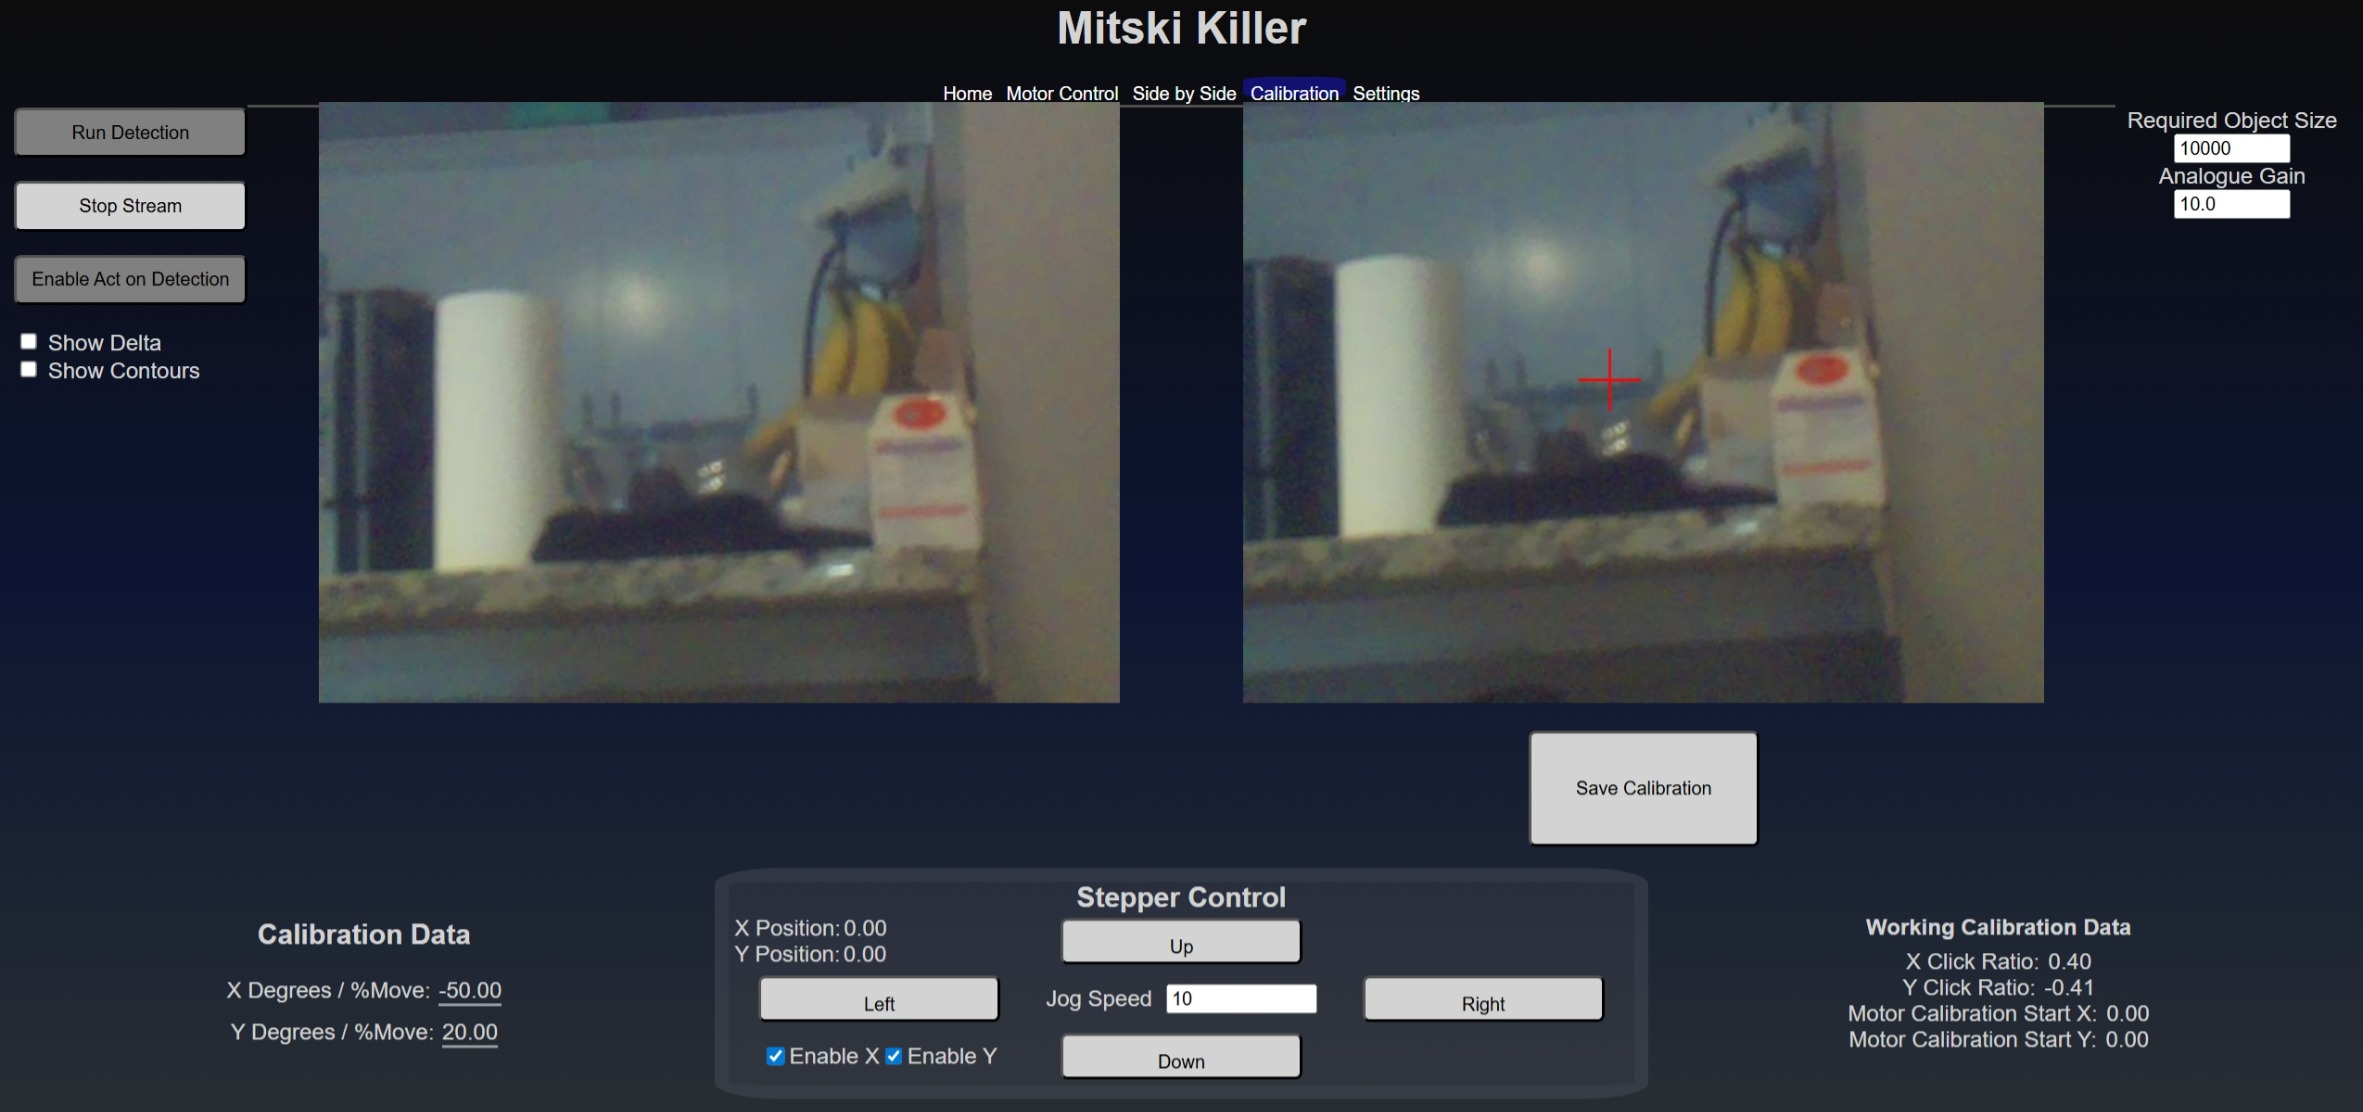 Mitski Killer
Home Motor Control Side by Side Calibration Settings
Run Detection
Stop Stream
Enable Act on Detection
Show Delta
Show Contours
Required Object Size
10000
Analogue Gain
10.0
Save Calibration
Calibration Data
X Degrees / %Move: -50.00
Y Degrees / %Move: 20.00
Stepper Control
X Position: 0.00
Y Position: 0.00
Up
Left
Jog Speed 10
Right
Enable X Enable Y
Down
Working Calibration Data
X Click Ratio: 0.40
Y Click Ratio: -0.41
Motor Calibration Start X: 0.00
Motor Calibration Start Y: 0.00